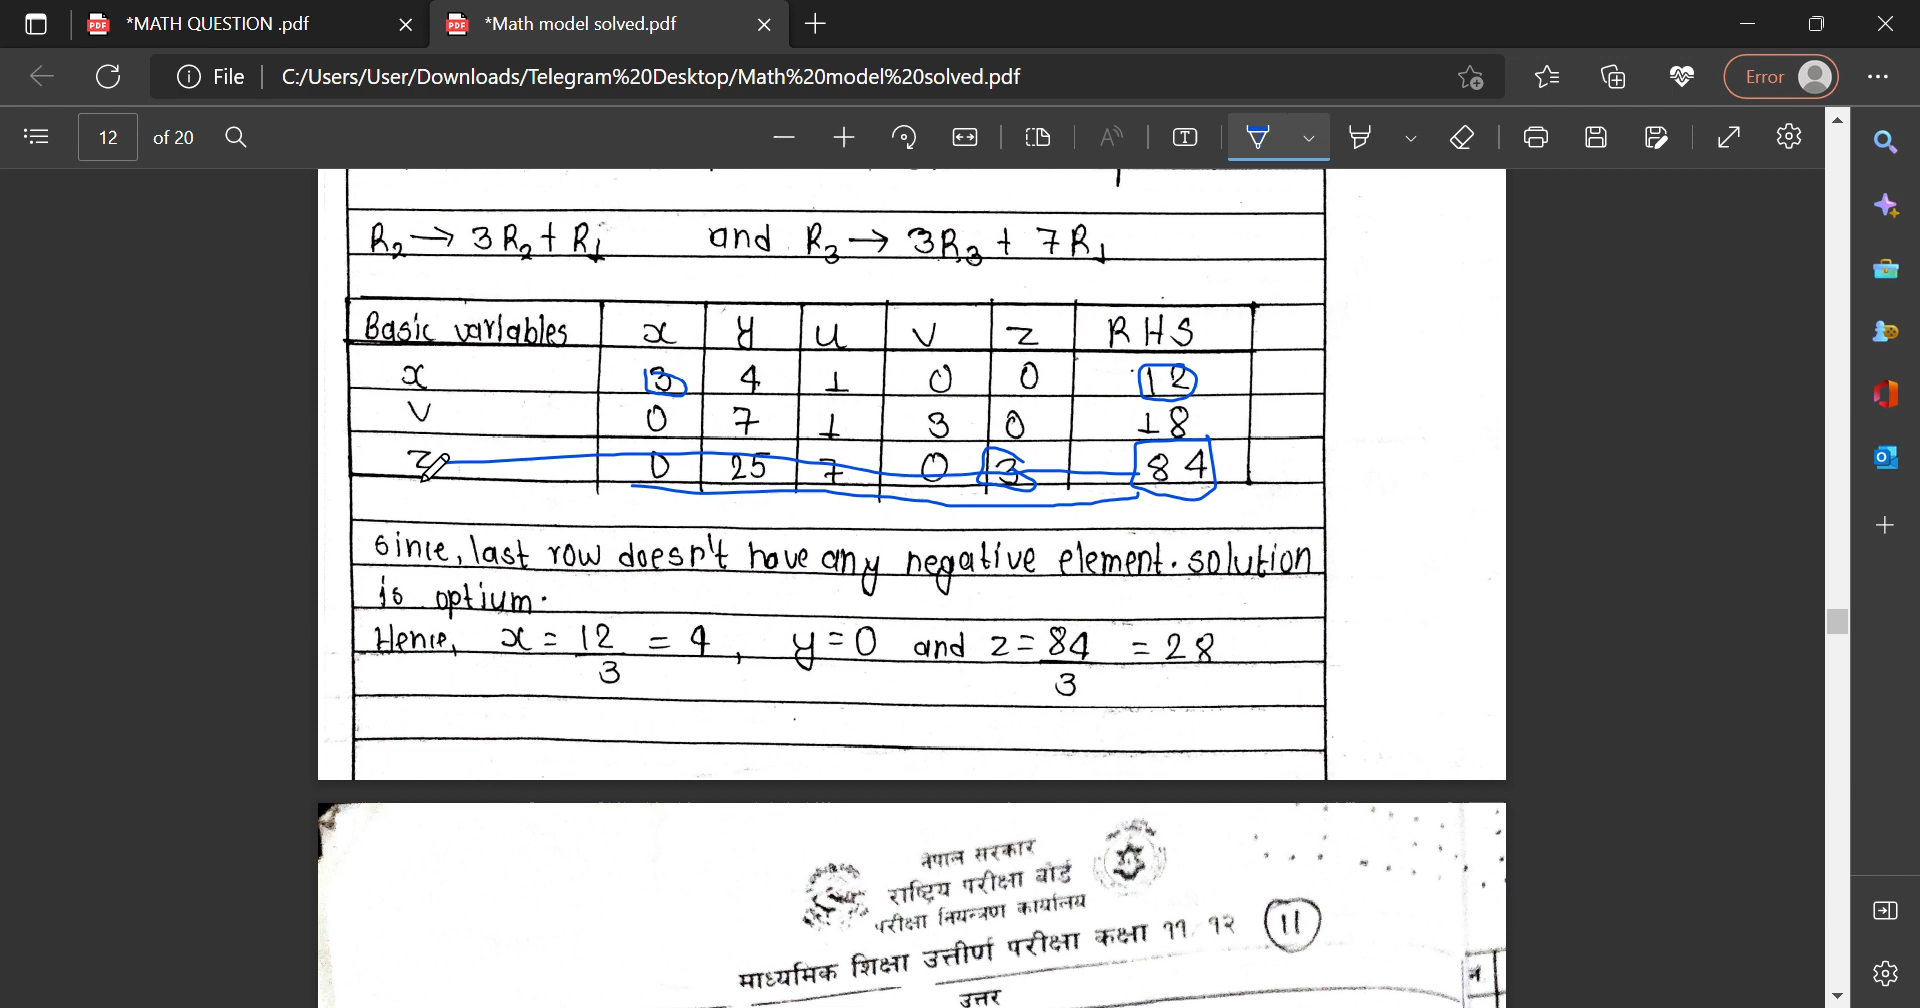 *MATH QUESTION .pdf
*Math model solved.pdf
File
C:/Users/User/Downloads/Telegram%20Desktop/Math%20model%20solved.pdf
Error
12 of 20
R₂ → 3R₂ + R₁ and R₃ → 3R₃ + 7R₁
Basic variables x y u v z RHS
x 3 4 1 0 0 12
v 0 7 1 3 0 18
z 0 25 7 0 3 84
since, last row doesn't have any negative element. solution
is optium.
Hence, x = 12/3 = 4, y = 0 and z = 84/3 = 28
नेपाल सरकार
राष्ट्रिय परीक्षा बोर्ड
परीक्षा नियन्त्रण कार्यालय
माध्यमिक शिक्षा उत्तीर्ण परीक्षा कक्षा ११/१२ 11
उत्तर